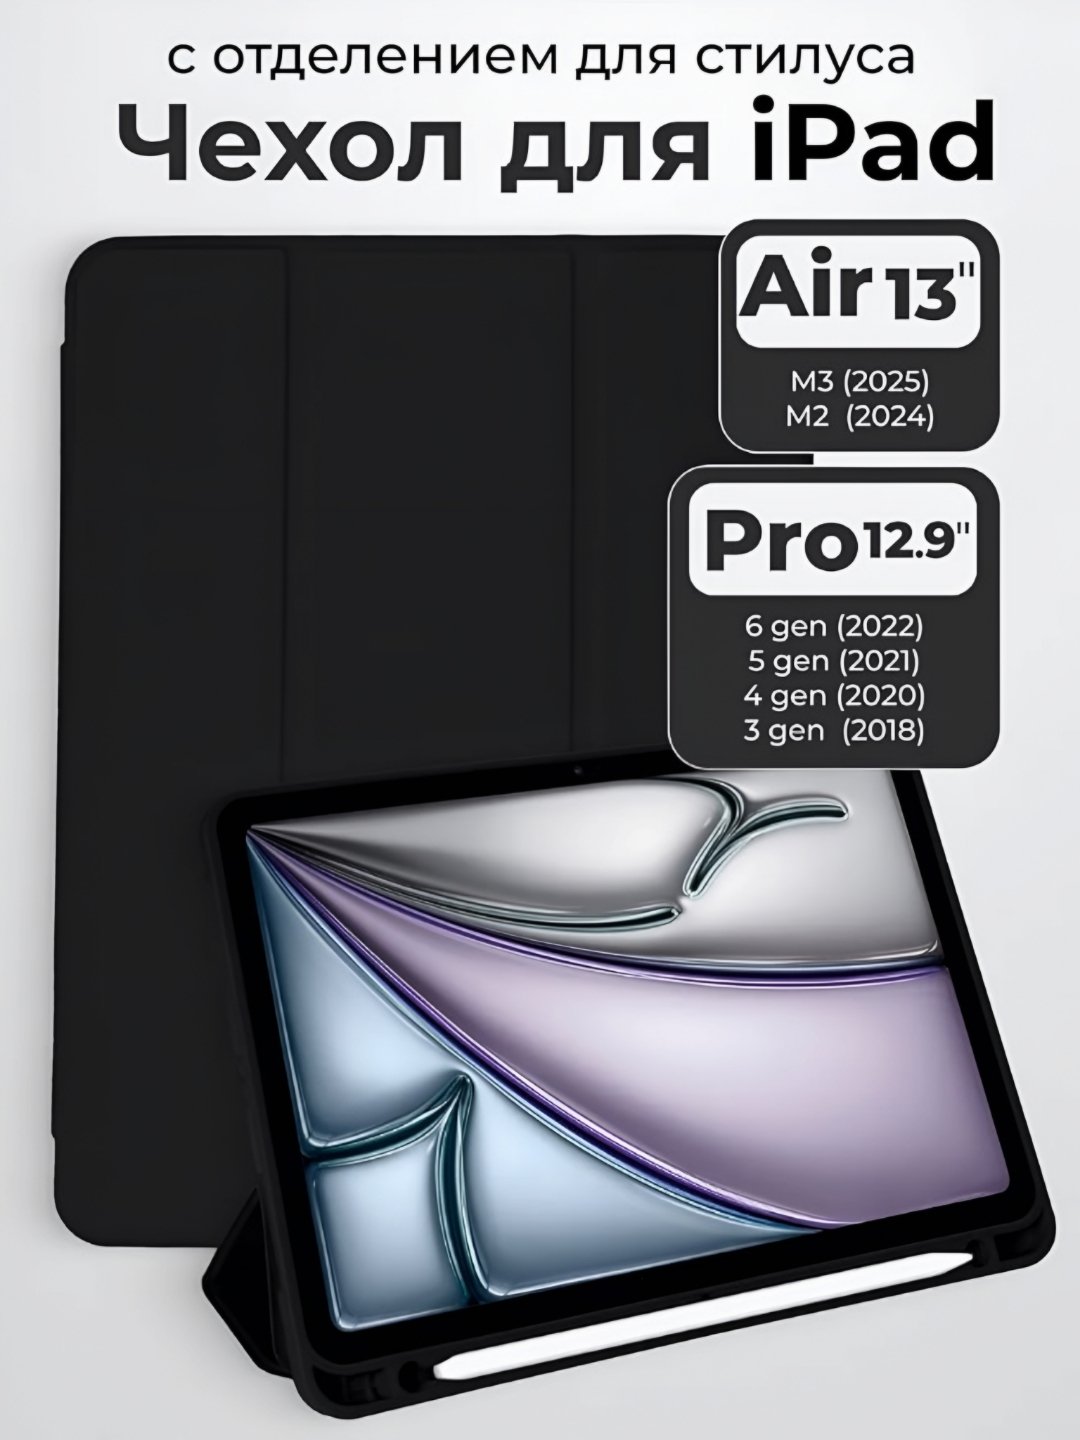 с отделением для стилуса
Чехол для iPad
Air 13"
M3 (2025)
M2 (2024)
Pro 12.9"
6 gen (2022)
5 gen (2021)
4 gen (2020)
3 gen (2018)